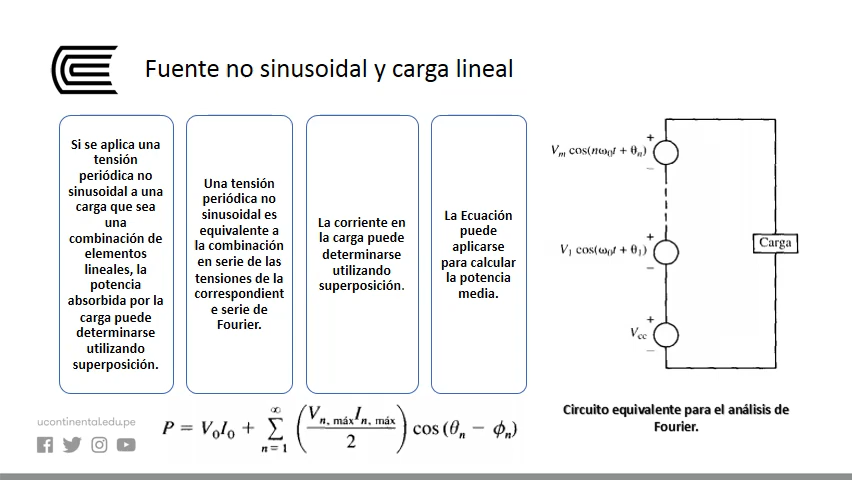 Fuente no sinusoidal y carga lineal
Si se aplica una
tensión
periódica no
sinusoidal a una
carga que sea
una
combinación de
elementos
lineales, la
potencia
absorbida por la
carga puede
determinarse
utilizando
superposición.
Una tensión
periódica no
sinusoidal es
equivalente a
la combinación
en serie de las
tensiones de la
correspondient
e serie de
Fourier.
La corriente en
la carga puede
determinarse
utilizando
superposición.
La Ecuación
puede
aplicarse
para calcular
la potencia
media.
+
Vm cos(nω0t + θn)
−
+
V1 cos(ω0t + θ1)
−
+
Vcc
−
Carga
Circuito equivalente para el análisis de
Fourier.
ucontinental.edu.pe
P = V₀I₀ + ∑ n=1 ∞ (Vn, máx In, máx / 2) cos (θn − ϕn)